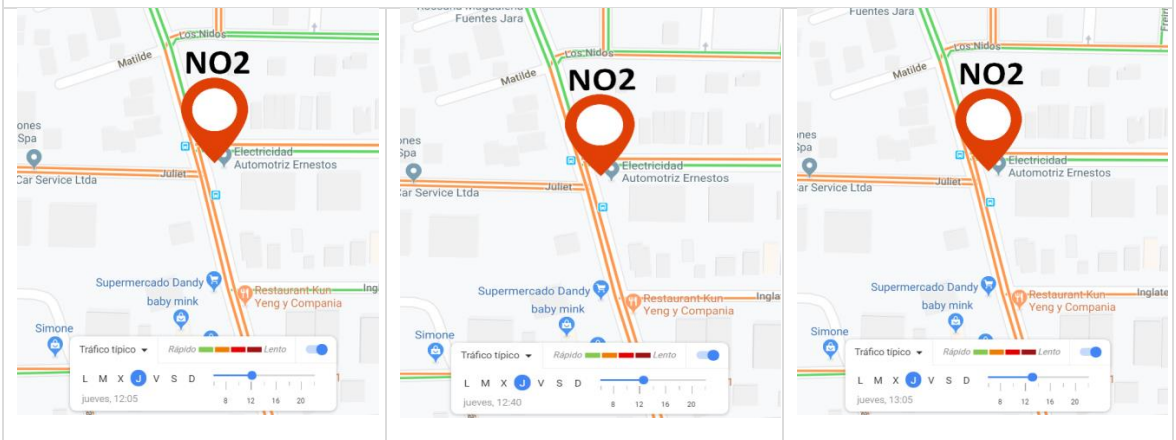 Los Nidos
Matilde
NO2
ones
Spa
Electricidad
Automotriz Ernestos
Car Service Ltda
Juliet
Supermercado Dandy
baby mink
Restaurant Kun
Yeng y Compania
Ing
Simone
Tráfico típico
Rápido
Lento
L M X J V S D
jueves, 12:05
8 12 16 20
Fuentes Jara
Los Nidos
Matilde
NO2
ones
Spa
Electricidad
Automotriz Ernestos
ar Service Ltda
Juliet
Supermercado Dandy
baby mink
Restaurant Kun
Yeng y Compania
Ingla
Simone
Tráfico típico
Rápido
Lento
L M X J V S D
jueves, 12:40
8 12 16 20
Fuentes Jara
Freire
Los Nidos
Matilde
NO2
ones
Spa
Electricidad
Automotriz Ernestos
ar Service Ltda
Juliet
Supermercado Dandy
baby mink
Restaurant Kun
Yeng y Compania
Inglate
Simone
Tráfico típico
Rápido
Lento
L M X J V S D
jueves, 13:05
8 12 16 20